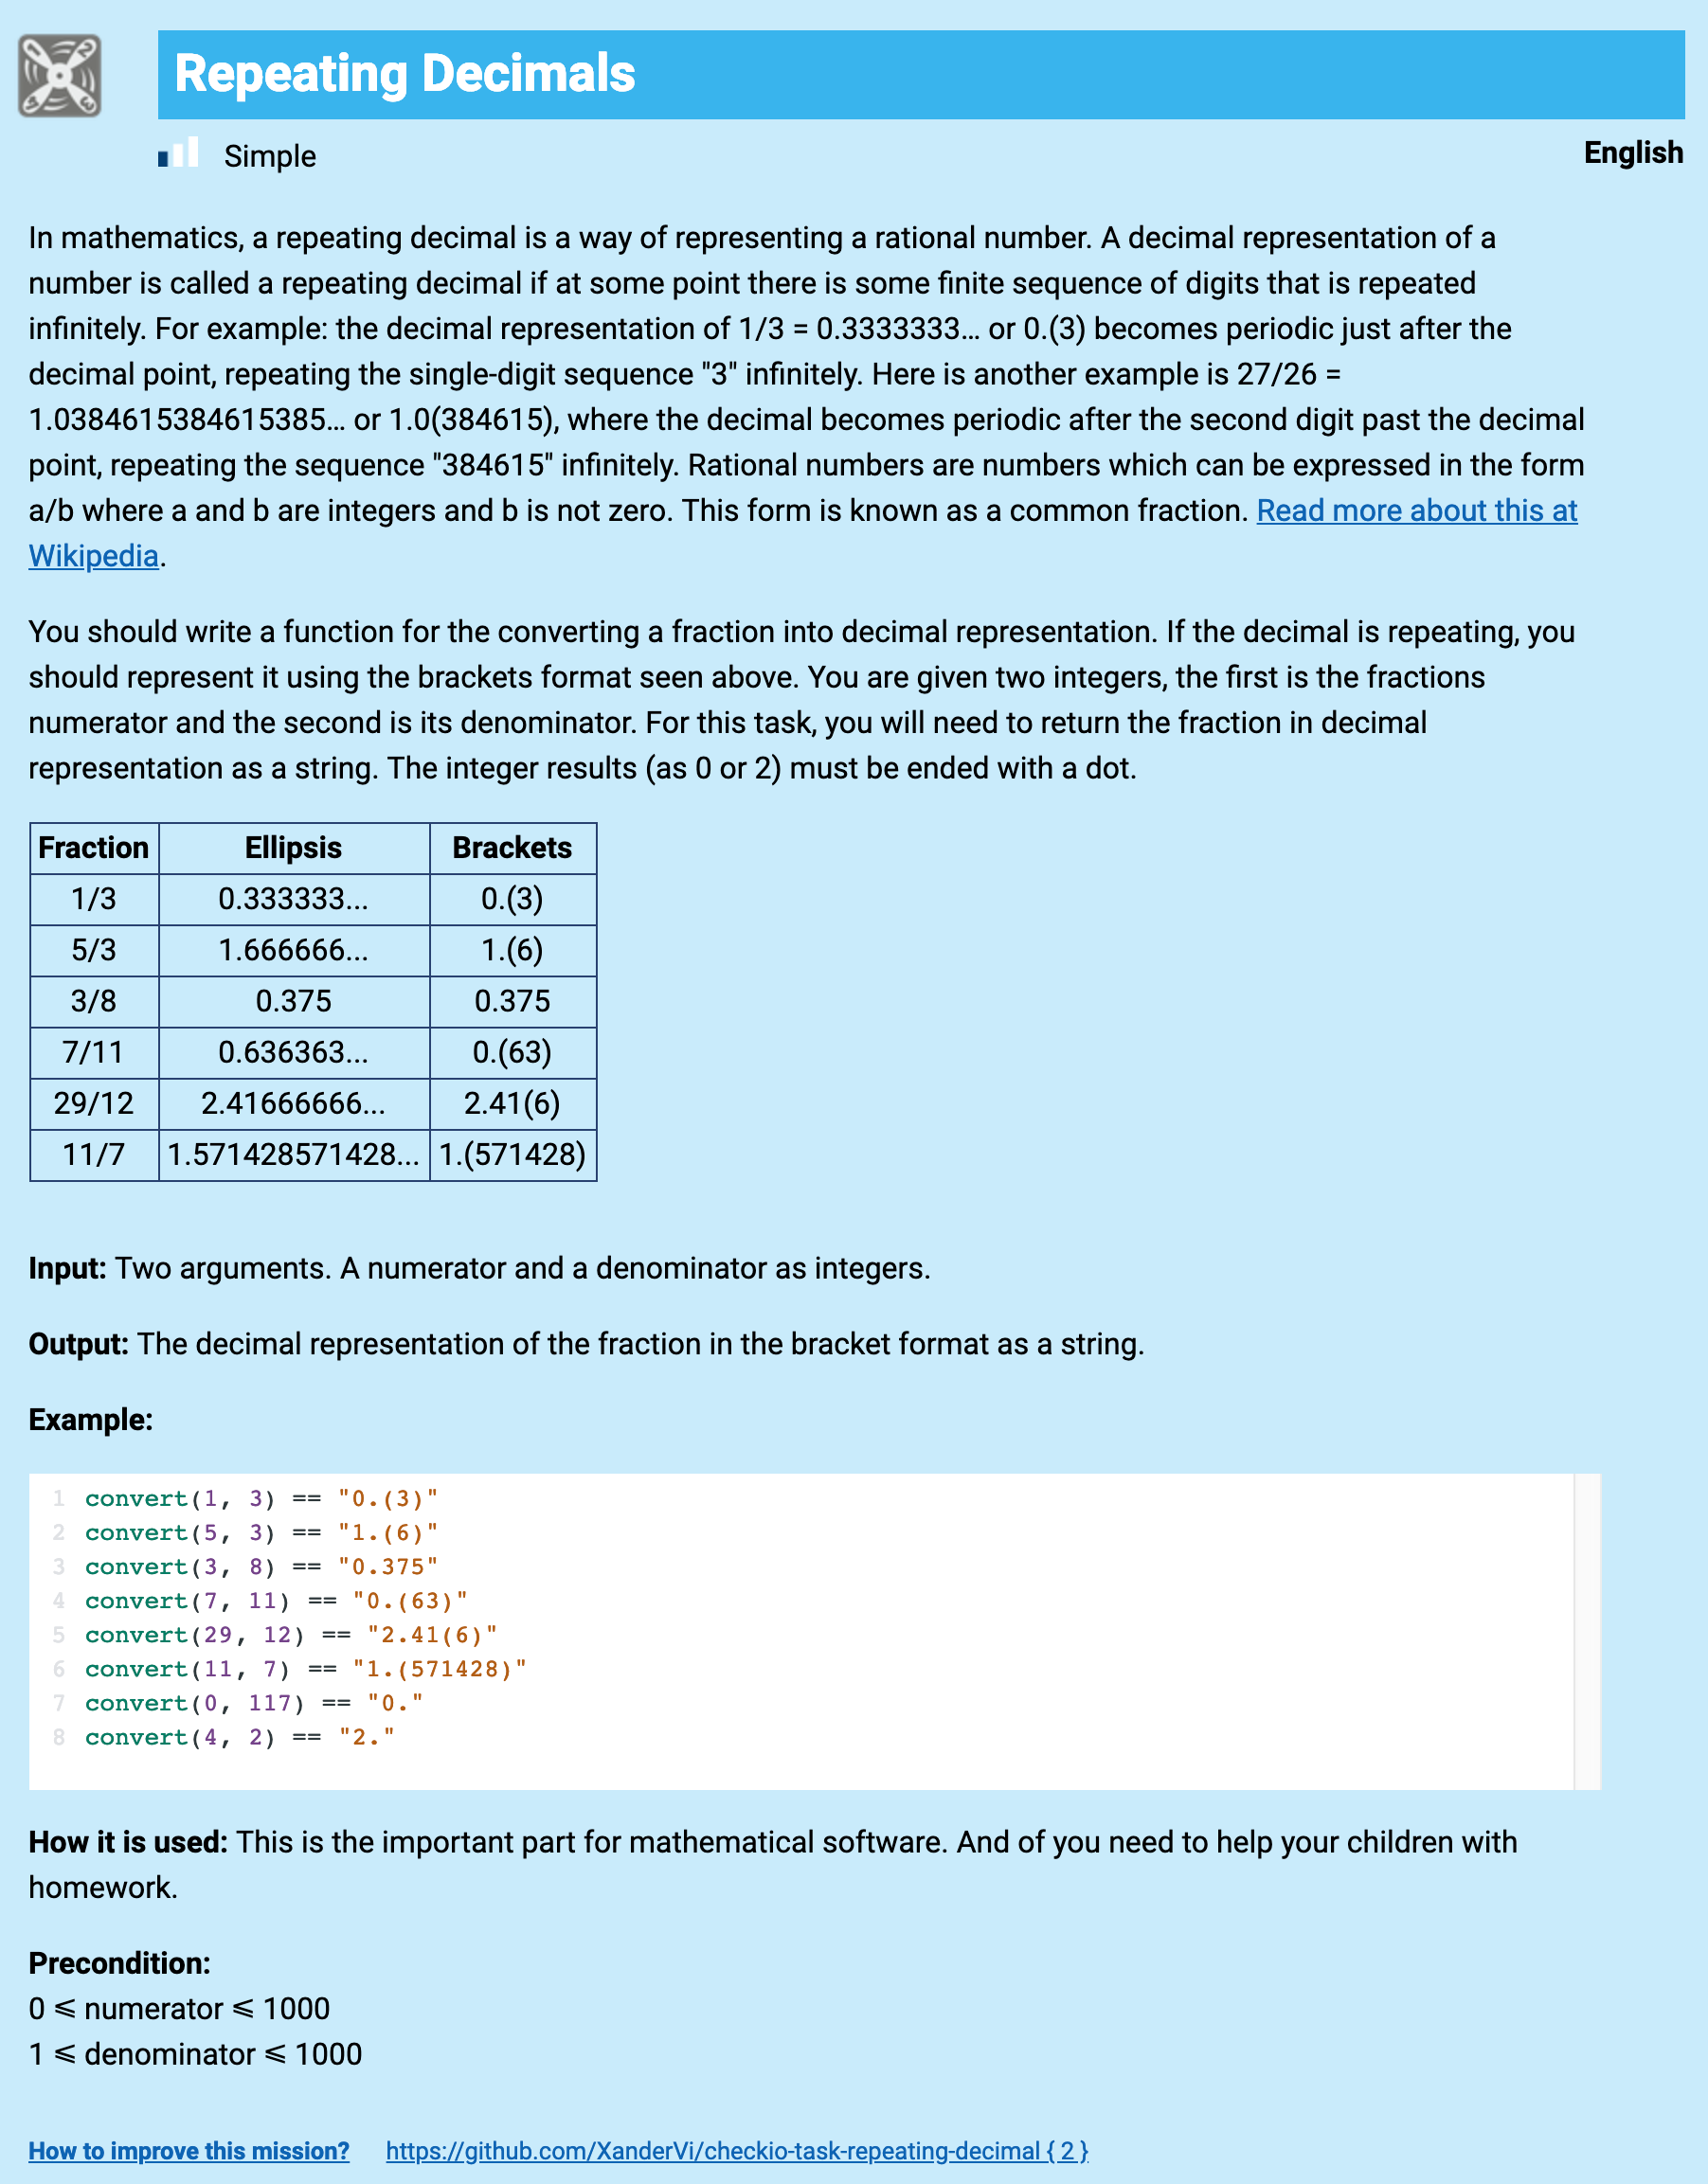 Repeating Decimals
Simple
English
In mathematics, a repeating decimal is a way of representing a rational number. A decimal representation of a
number is called a repeating decimal if at some point there is some finite sequence of digits that is repeated
infinitely. For example: the decimal representation of 1/3 = 0.3333333… or 0.(3) becomes periodic just after the
decimal point, repeating the single-digit sequence "3" infinitely. Here is another example is 27/26 =
1.0384615384615385… or 1.0(384615), where the decimal becomes periodic after the second digit past the decimal
point, repeating the sequence "384615" infinitely. Rational numbers are numbers which can be expressed in the form
a/b where a and b are integers and b is not zero. This form is known as a common fraction. Read more about this at
Wikipedia.
You should write a function for the converting a fraction into decimal representation. If the decimal is repeating, you
should represent it using the brackets format seen above. You are given two integers, the first is the fractions
numerator and the second is its denominator. For this task, you will need to return the fraction in decimal
representation as a string. The integer results (as 0 or 2) must be ended with a dot.
Fraction Ellipsis Brackets
1/3 0.333333... 0.(3)
5/3 1.666666... 1.(6)
3/8 0.375 0.375
7/11 0.636363... 0.(63)
29/12 2.41666666... 2.41(6)
11/7 1.571428571428... 1.(571428)
Input: Two arguments. A numerator and a denominator as integers.
Output: The decimal representation of the fraction in the bracket format as a string.
Example:
1 convert(1, 3) == "0.(3)"
2 convert(5, 3) == "1.(6)"
3 convert(3, 8) == "0.375"
4 convert(7, 11) == "0.(63)"
5 convert(29, 12) == "2.41(6)"
6 convert(11, 7) == "1.(571428)"
7 convert(0, 117) == "0."
8 convert(4, 2) == "2."
How it is used: This is the important part for mathematical software. And of you need to help your children with
homework.
Precondition:
0 ⩽ numerator ⩽ 1000
1 ⩽ denominator ⩽ 1000
How to improve this mission? https://github.com/XanderVi/checkio-task-repeating-decimal { 2 }